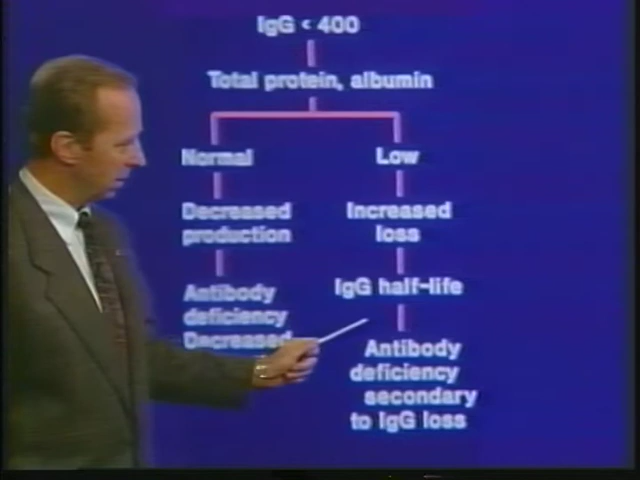 IgG < 400
Total protein, albumin
Normal
Low
Decreased
production
Increased
loss
Antibody
deficiency
Decreased
IgG half-life
Antibody
deficiency
secondary
to IgG loss